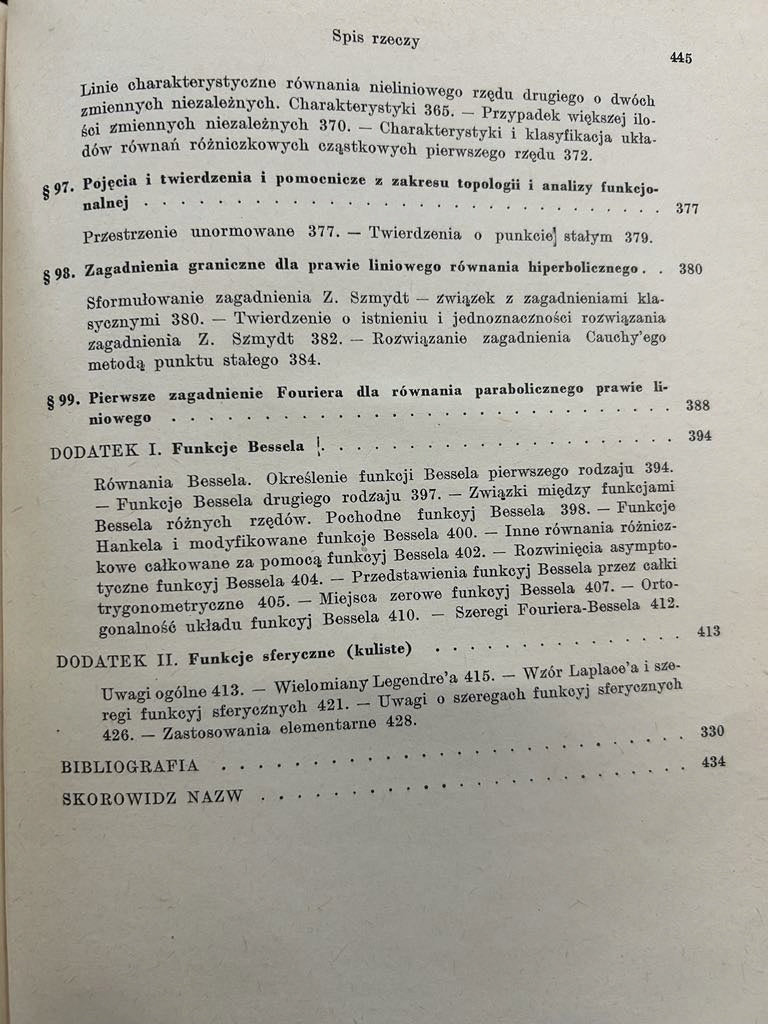 Spis rzeczy
445
Linie charakterystyczne równania nieliniowego rzędu drugiego o dwóch
zmiennych niezależnych. Charakterystyki 365. — Przypadek większej ilo-
ści zmiennych niezależnych 370. — Charakterystyki i klasyfikacja ukła-
dów równań różniczkowych cząstkowych pierwszego rzędu 372.
§ 97. Pojęcia i twierdzenia i pomocnicze z zakresu topologii i analizy funkcjo-
nalnej . . . . . . . . . . . . . . . . . . . . . . . . . . . . 377
Przestrzenie unormowane 377. — Twierdzenia o punkcie stałym 379.
§ 98. Zagadnienia graniczne dla prawie liniowego równania hiperbolicznego . . 380
Sformułowanie zagadnienia Z. Szmydt — związek z zagadnieniami kla-
sycznymi 380. — Twierdzenie o istnieniu i jednoznaczności rozwiązania
zagadnienia Z. Szmydt 382. — Rozwiązanie zagadnienia Cauchy'ego
metodą punktu stałego 384.
§ 99. Pierwsze zagadnienie Fouriera dla równania parabolicznego prawie li-
niowego . . . . . . . . . . . . . . . . . . . . . . . . . . . 388
DODATEK I. Funkcje Bessela . . . . . . . . . . . . . . . . . . . 394
Równania Bessela. Określenie funkcji Bessela pierwszego rodzaju 394.
— Funkcje Bessela drugiego rodzaju 397. — Związki między funkcjami
Bessela różnych rzędów. Pochodne funkcyj Bessela 398. — Funkcje
Hankela i modyfikowane funkcje Bessela 400. — Inne równania różnicz-
kowe całkowane za pomocą funkcyj Bessela 402. — Rozwinięcia asympto-
tyczne funkcyj Bessela 404. — Przedstawienia funkcyj Bessela przez całki
trygonometryczne 405. — Miejsca zerowe funkcyj Bessela 407. — Orto-
gonalność układu funkcyj Bessela 410. — Szeregi Fouriera-Bessela 412.
DODATEK II. Funkcje sferyczne (kuliste) . . . . . . . . . . . . . 413
Uwagi ogólne 413. — Wielomiany Legendre'a 415. — Wzór Laplace'a i sze-
regi funkcyj sferycznych 421. — Uwagi o szeregach funkcyj sferycznych
426. — Zastosowania elementarne 428.
BIBLIOGRAFIA . . . . . . . . . . . . . . . . . . . . . . . . . 330
SKOROWIDZ NAZW . . . . . . . . . . . . . . . . . . . . . . . 434